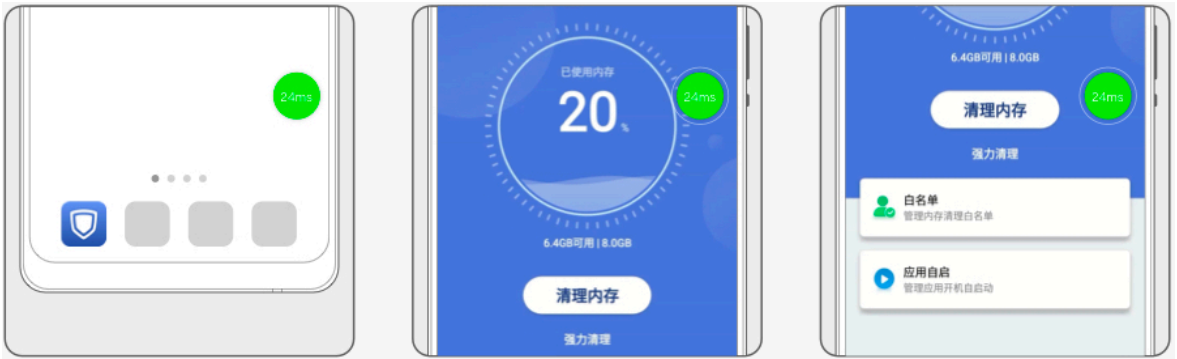 24ms
已使用内存
20%
24ms
6.4GB可用 | 8.0GB
清理内存
强力清理
6.4GB可用 | 8.0GB
24ms
清理内存
强力清理
白名单
管理内存清理白名单
应用自启
管理应用开机自启动